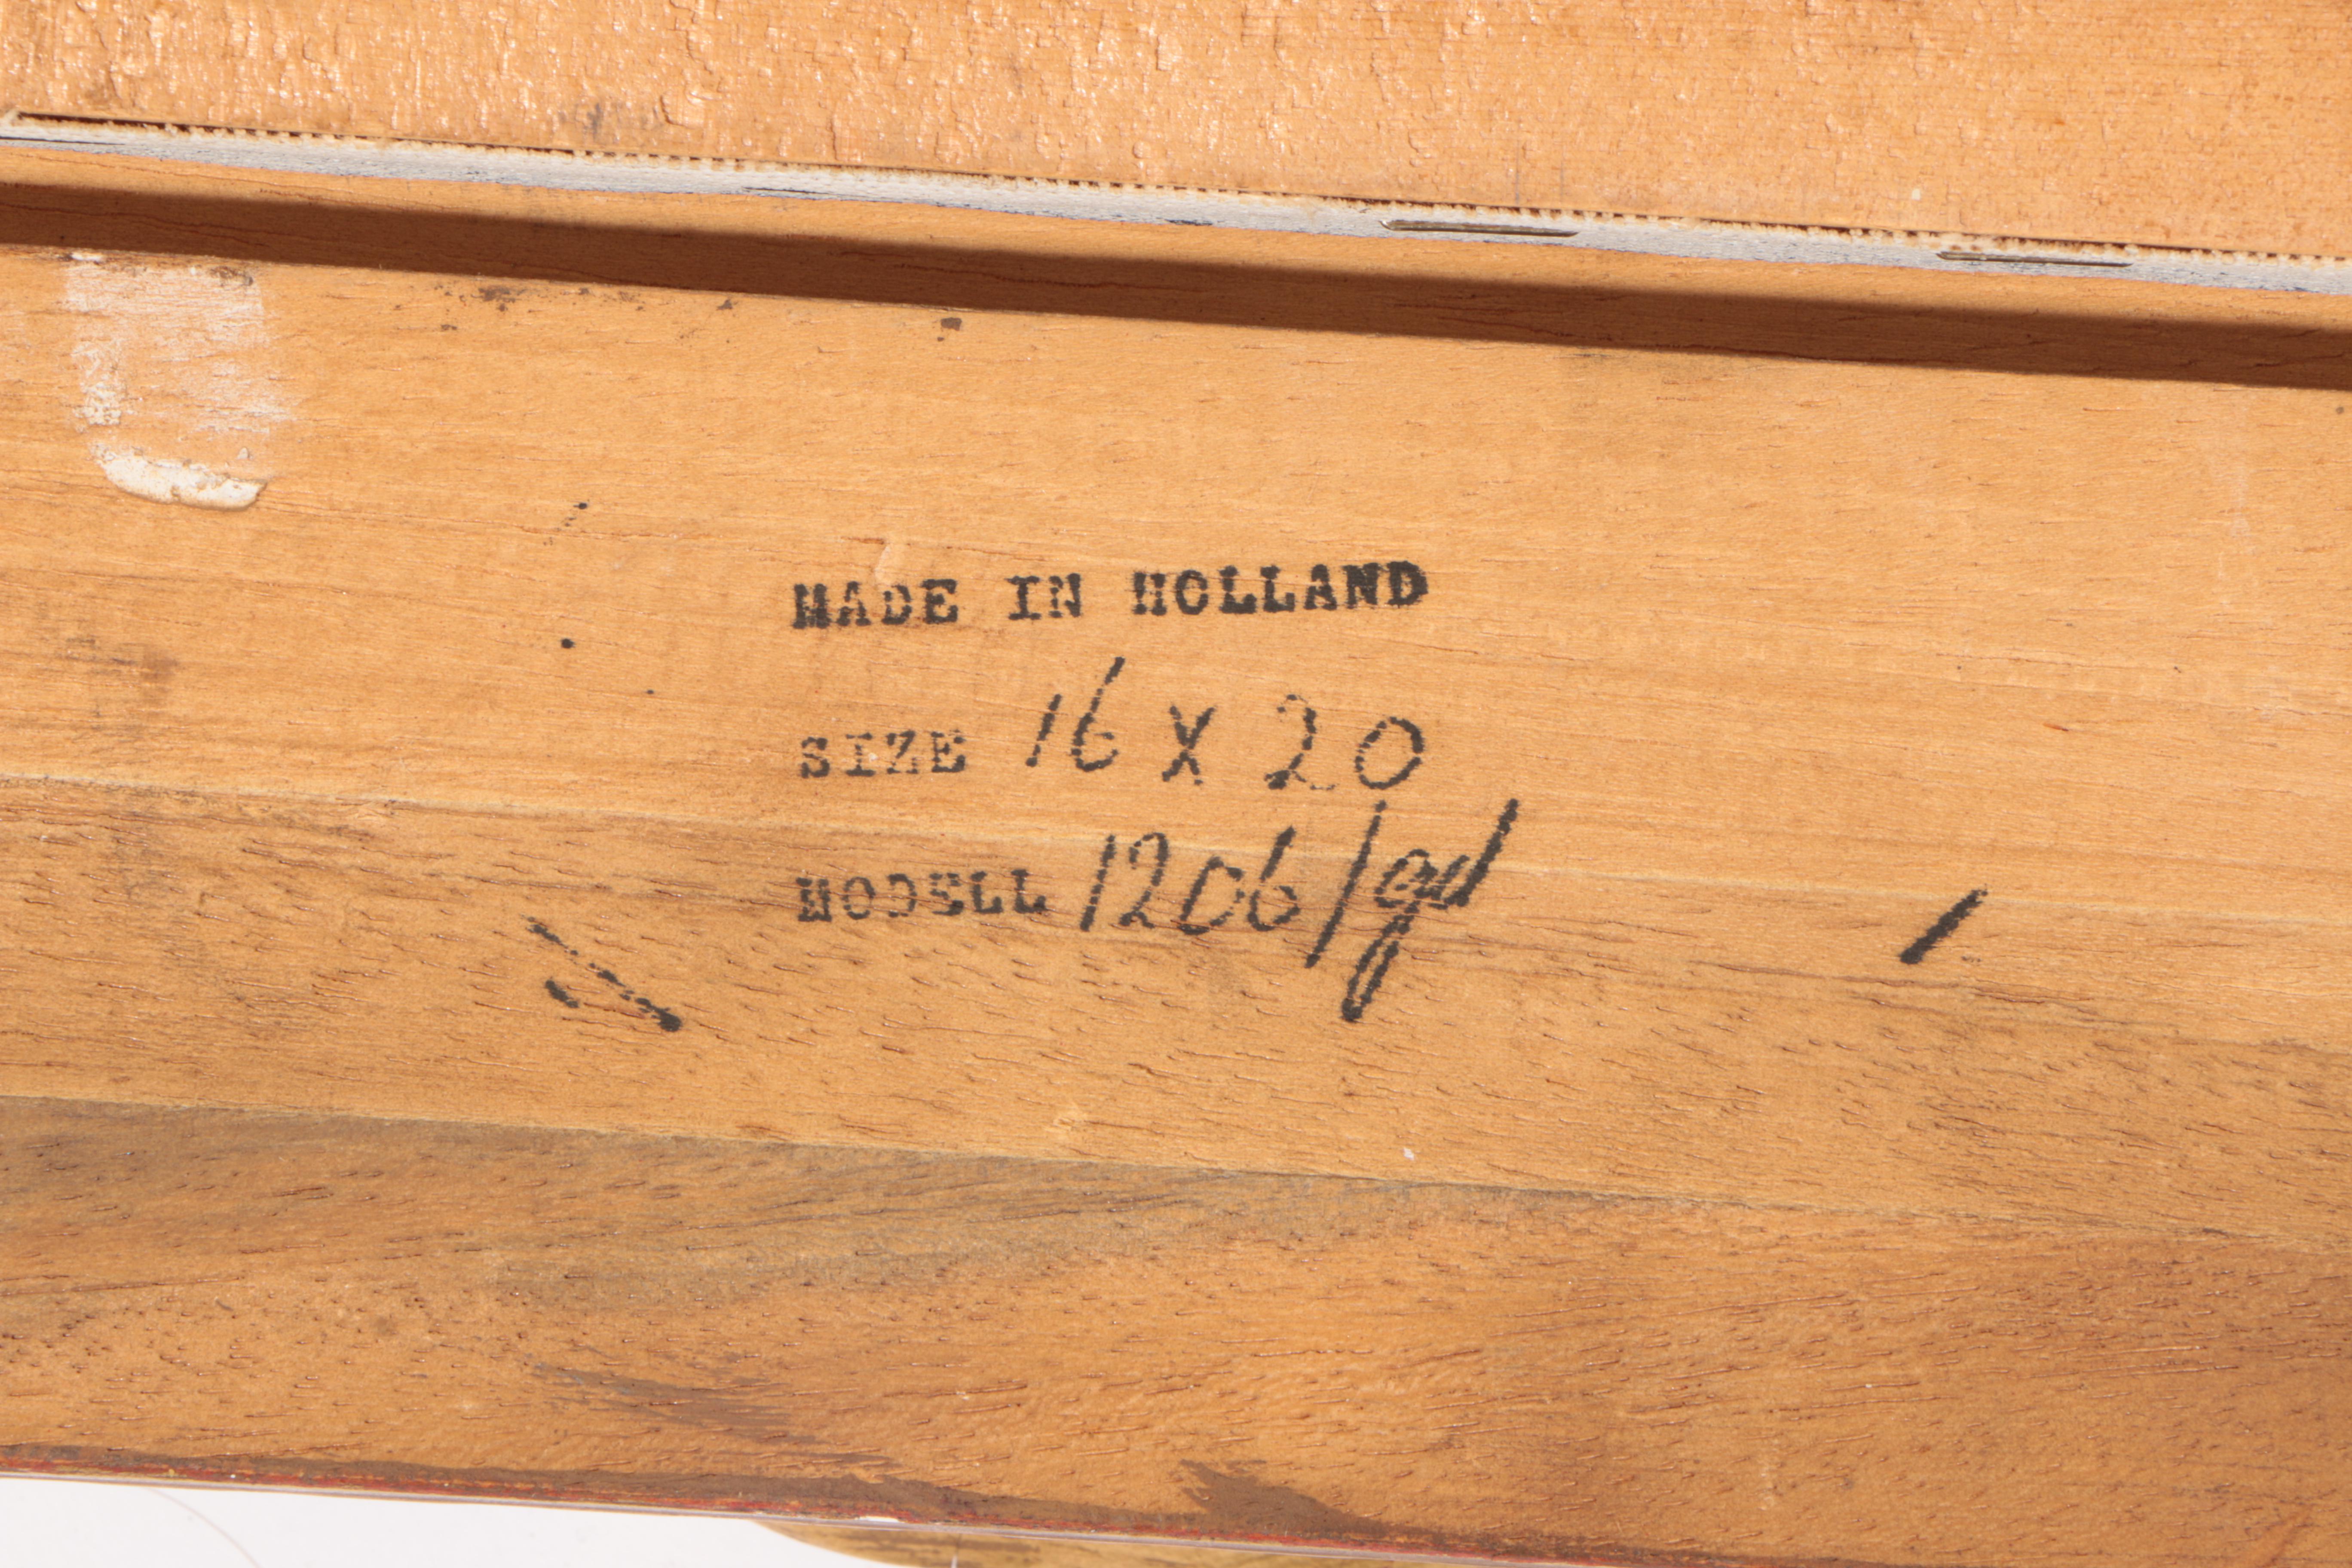 MADE IN HOLLAND
SIZE 16 X 20
MODELL 1206/gd